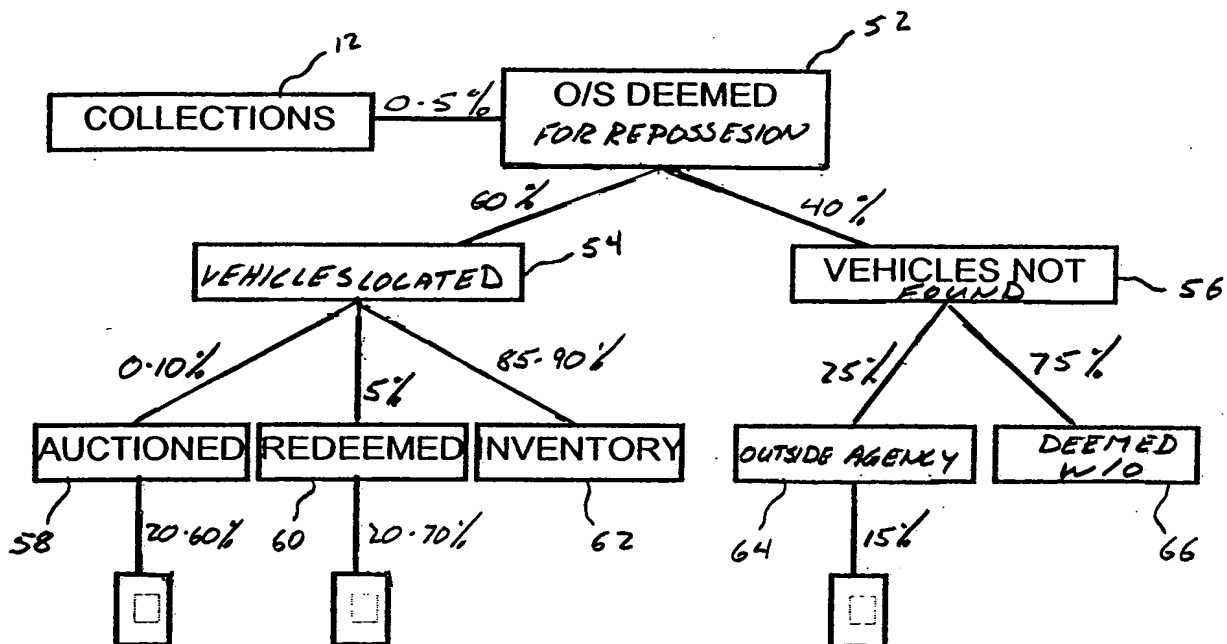 12
52
COLLECTIONS
0-5%
O/S DEEMED
FOR REPOSSESION
60%
40%
54
VEHICLES LOCATED
VEHICLES NOT
FOUND
56
0-10%
5%
85-90%
25%
75%
AUCTIONED
REDEEMED
INVENTORY
OUTSIDE AGENCY
DEEMED
W/O
58
20-60%
60
20-70%
62
64
15%
66